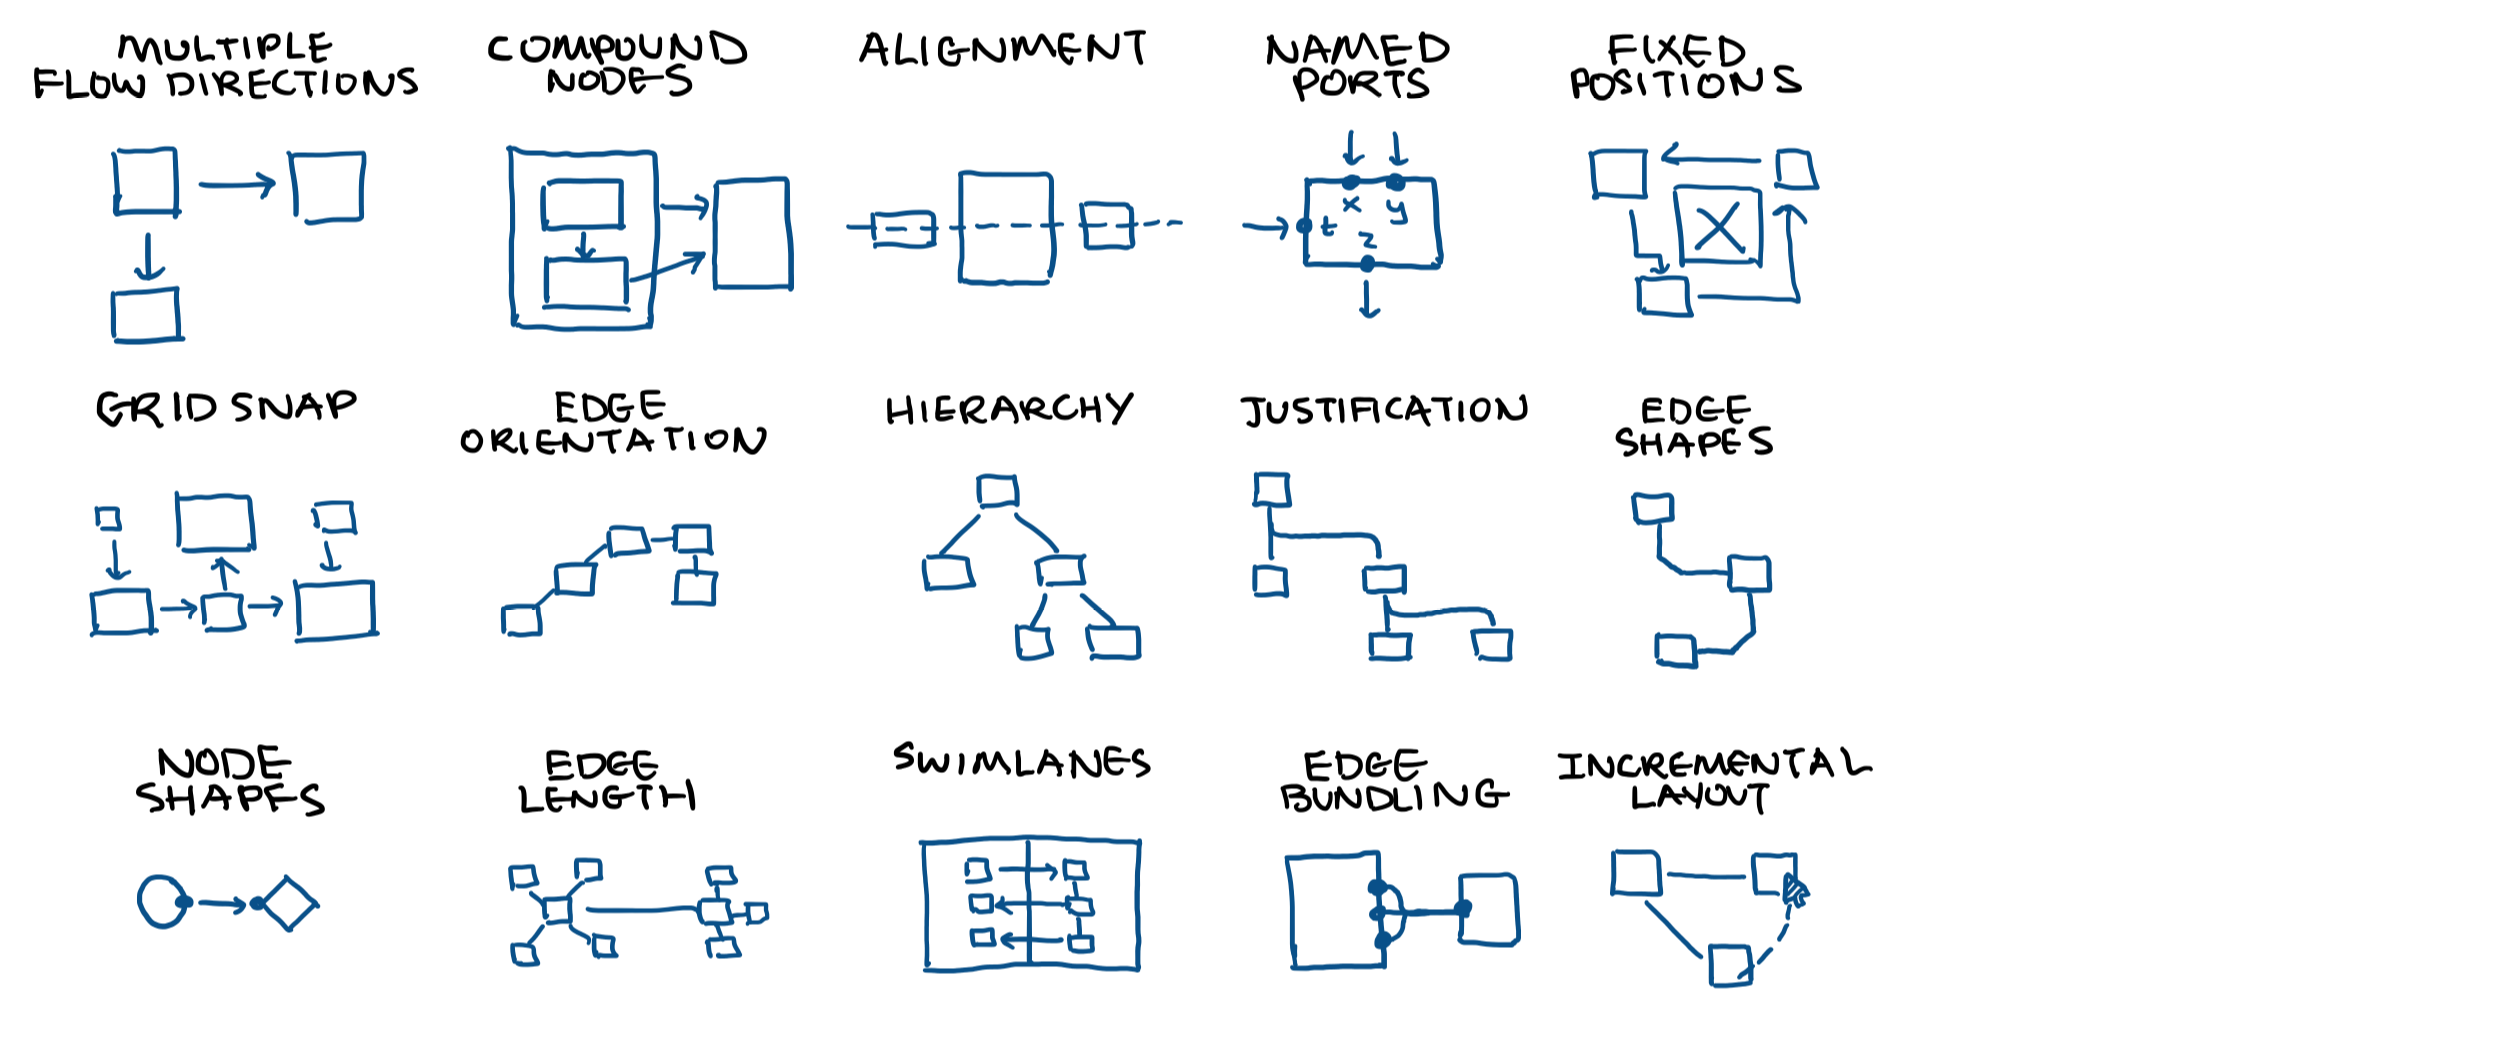 MULTIPLE
FLOW DIRECTIONS
COMPOUND
NODES
ALIGNMENT
NAMED
PORTS
FIXED
POSITIONS
x y
t
z
GRID SNAP
EDGE
ORIENTATION
HIERARCHY
JUSTIFICATION
EDGE
SHAPES
NODE
SHAPES
EDGE
LENGTH
SWIMLANES
EDGE
BUNDLING
INCREMENTAL
LAYOUT